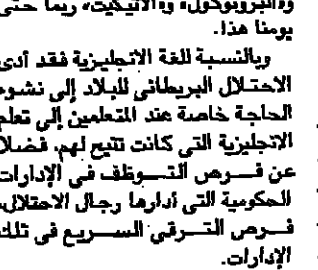 و«البروتوكول» و«الاتيكيت» ربما حتى
يومنا هذا.
وبالنسبة للغة الانجليزية فقد أدى
الاحتلال البريطاني للبلاد إلى نشوء
الحاجة خاصة عند المتعلمين إلى تعلم
الانجليزية التي كانت تتيح لهم، فضلا
عن فرص التوظف في الإدارات
الحكومية التي أدارها رجال الاحتلال،
فرص الترقي السريع في تلك
الإدارات.